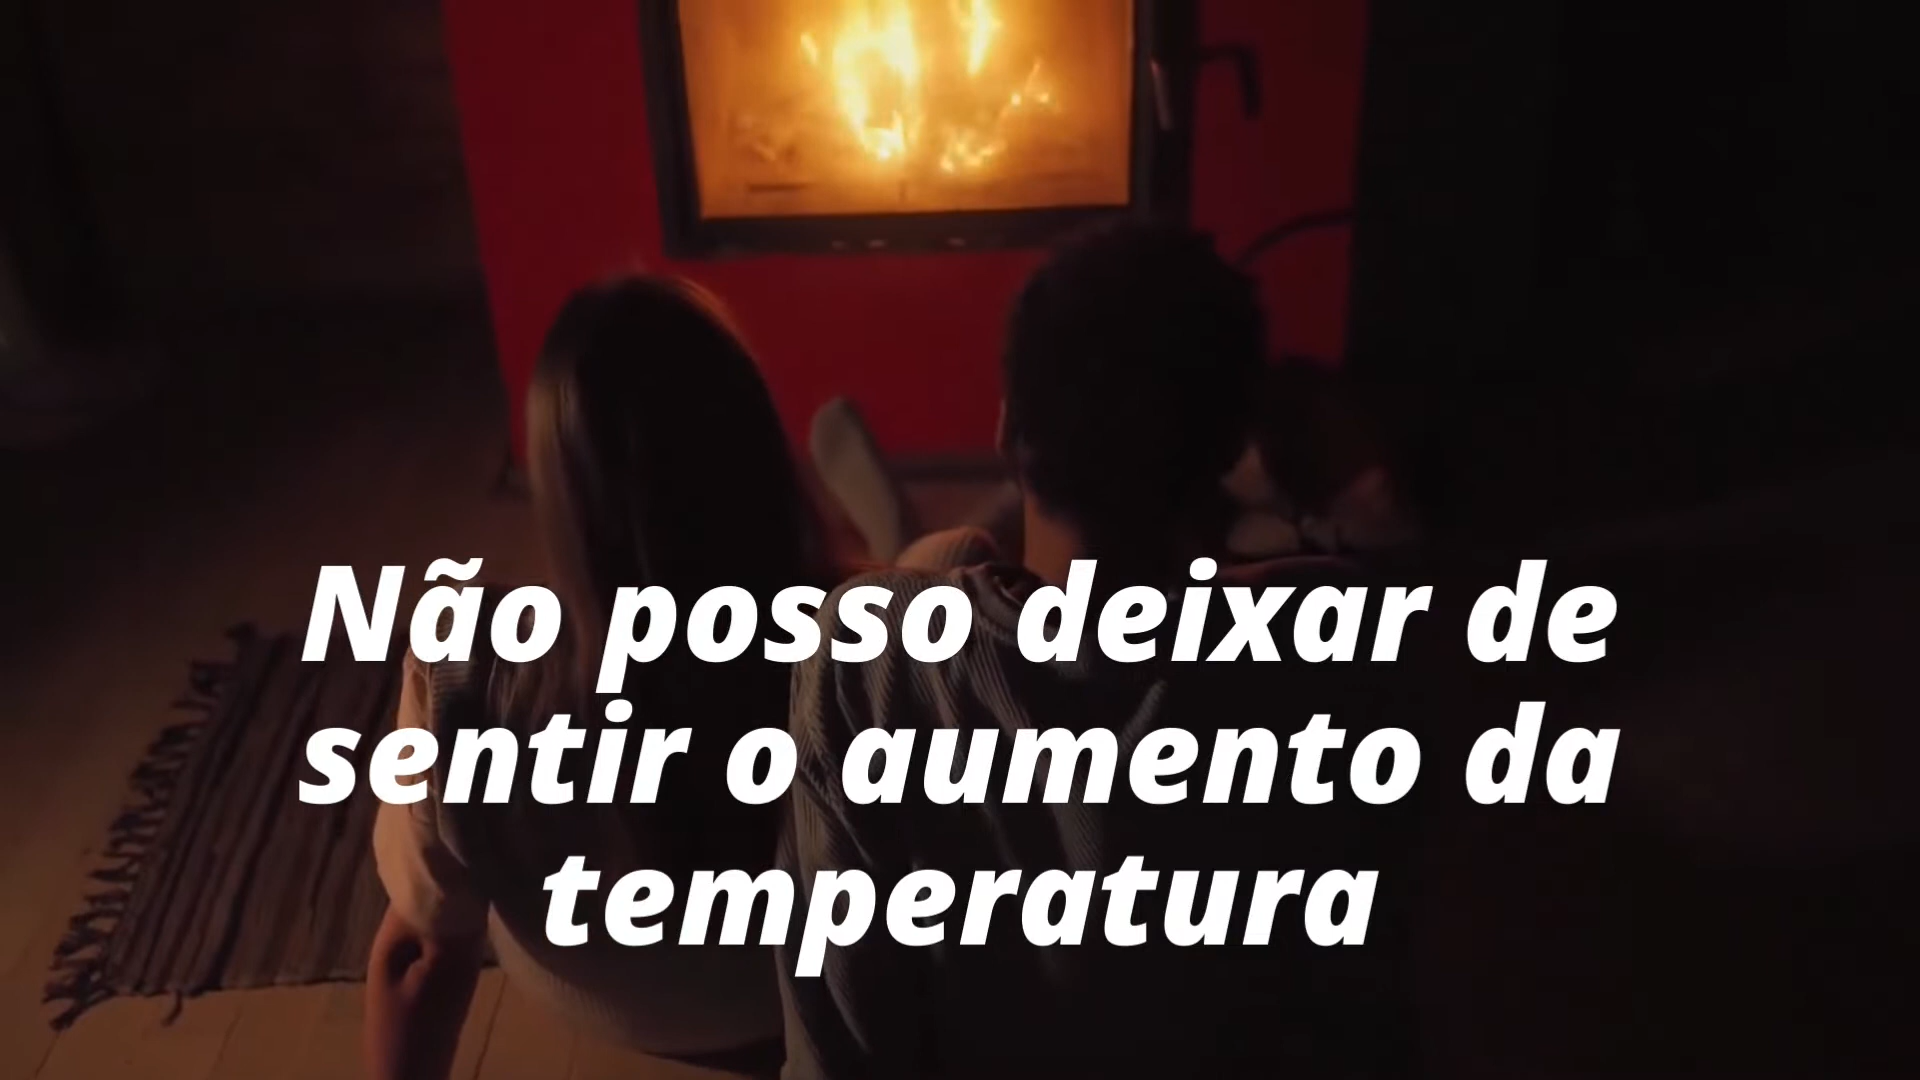 Não posso deixar de
sentir o aumento da
temperatura